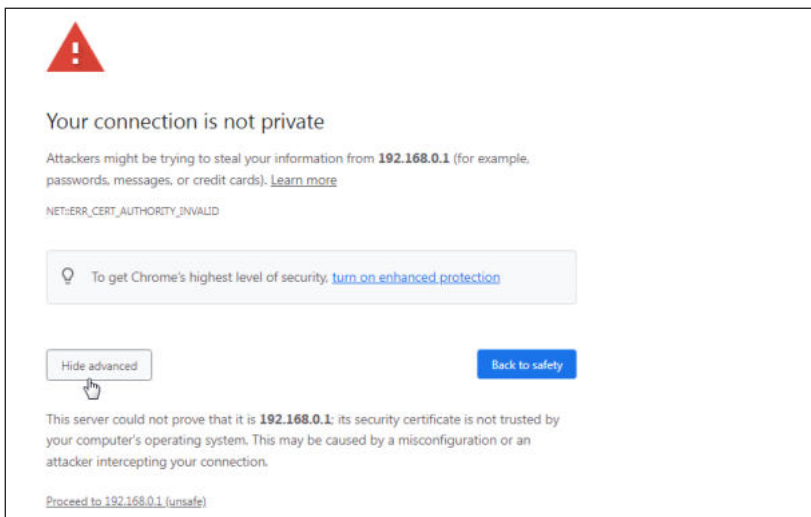 Your connection is not private
Attackers might be trying to steal your information from 192.168.0.1 (for example,
passwords, messages, or credit cards). Learn more
NET::ERR_CERT_AUTHORITY_INVALID
To get Chrome's highest level of security, turn on enhanced protection
Hide advanced
Back to safety
This server could not prove that it is 192.168.0.1; its security certificate is not trusted by
your computer's operating system. This may be caused by a misconfiguration or an
attacker intercepting your connection.
Proceed to 192.168.0.1 (unsafe)